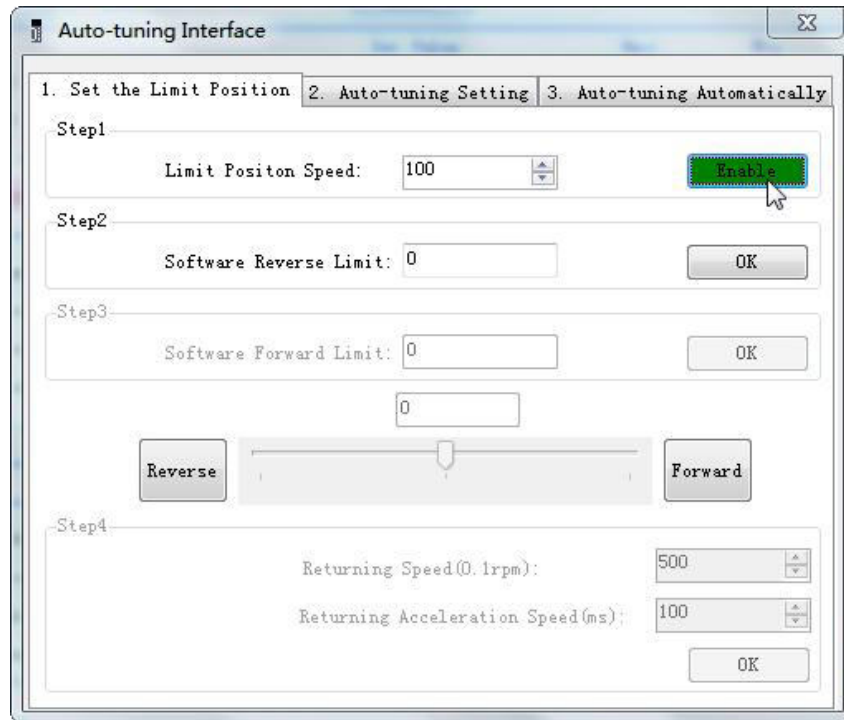 Auto-tuning Interface
1. Set the Limit Position 2. Auto-tuning Setting 3. Auto-tuning Automatically
Step1
Limit Positon Speed: 100 Enable
Step2
Software Reverse Limit: 0 OK
Step3
Software Forward Limit: 0 OK
0
Reverse Forward
Step4
Returning Speed(0.1rpm): 500
Returning Acceleration Speed(ms): 100
OK